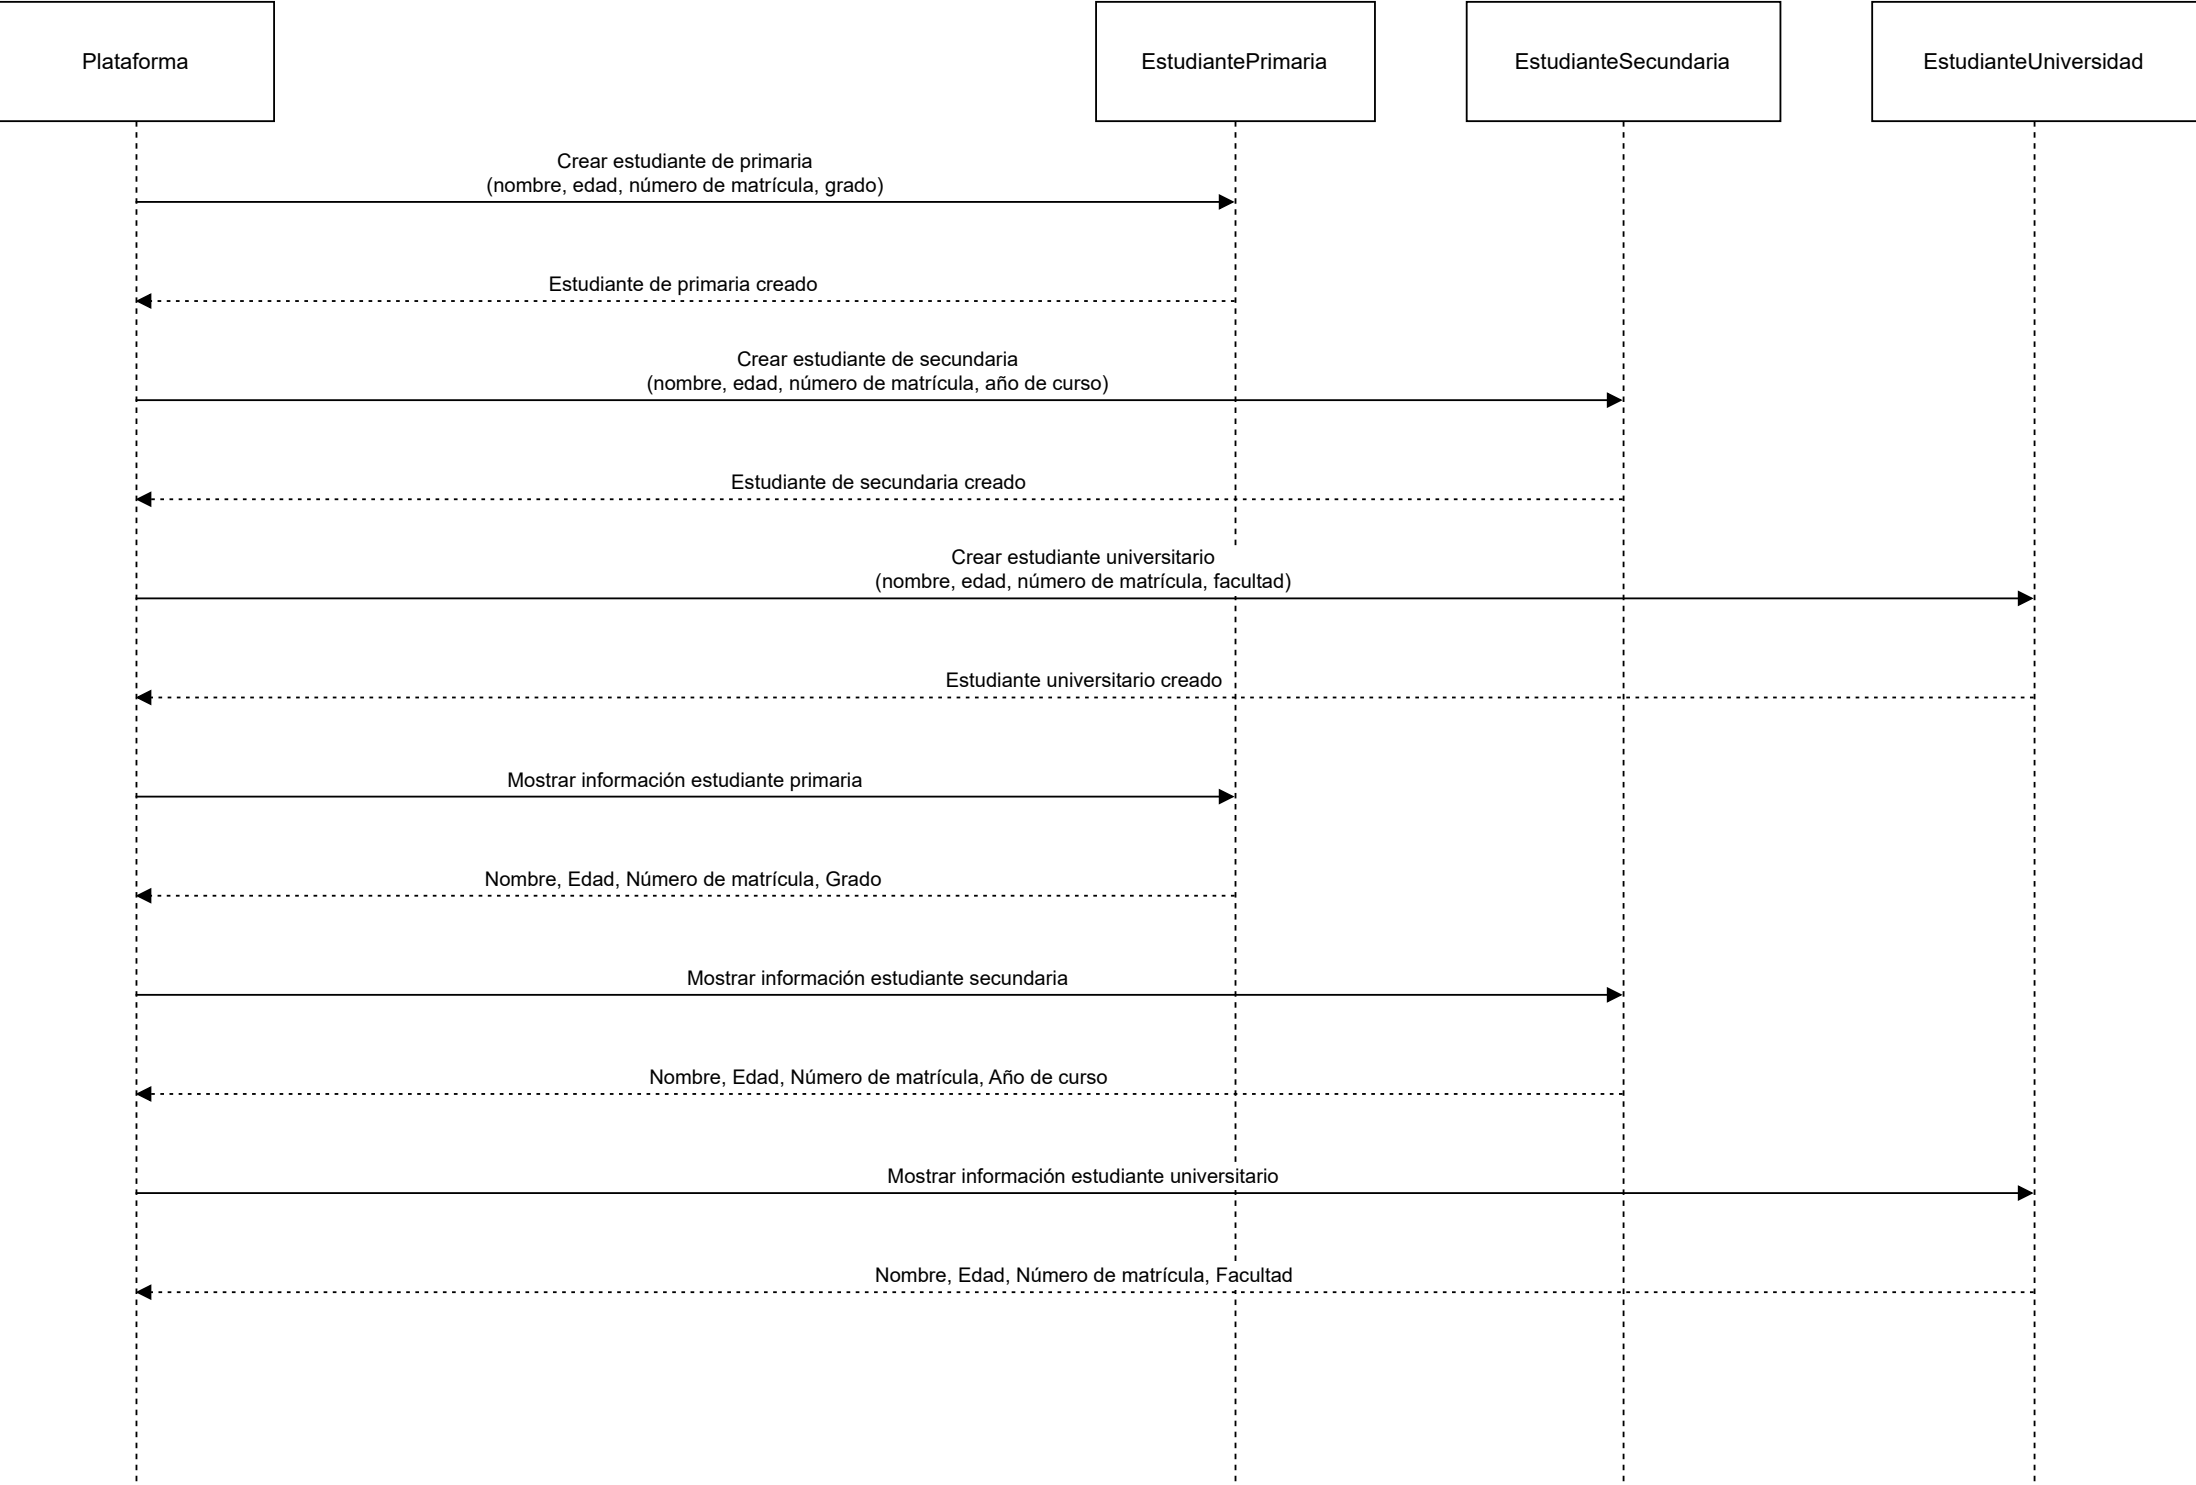 Plataforma
EstudiantePrimaria
EstudianteSecundaria
EstudianteUniversidad
Crear estudiante de primaria
(nombre, edad, número de matrícula, grado)
Estudiante de primaria creado
Crear estudiante de secundaria
(nombre, edad, número de matrícula, año de curso)
Estudiante de secundaria creado
Crear estudiante universitario
(nombre, edad, número de matrícula, facultad)
Estudiante universitario creado
Mostrar información estudiante primaria
Nombre, Edad, Número de matrícula, Grado
Mostrar información estudiante secundaria
Nombre, Edad, Número de matrícula, Año de curso
Mostrar información estudiante universitario
Nombre, Edad, Número de matrícula, Facultad